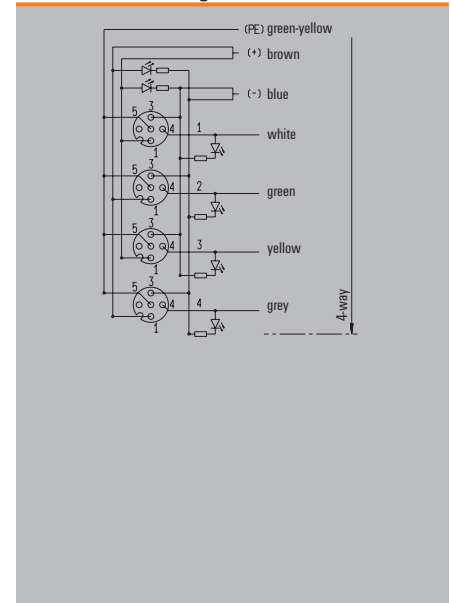 (PE) green-yellow
(+) brown
(-) blue
3
5 4 1 white
1
3
5 4 2 green
1
3
5 4 3 yellow
1
3
5 4 4 grey
1
4-way